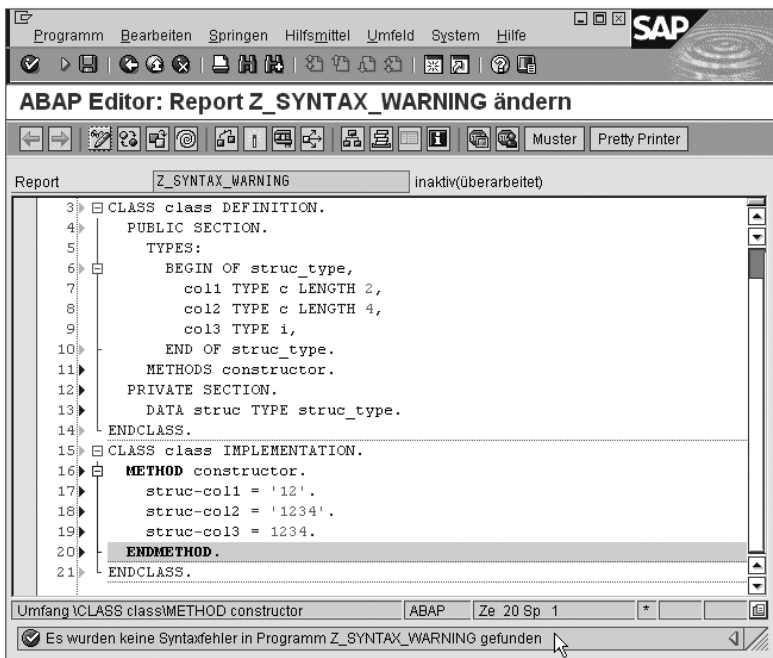 SAP
Programm Bearbeiten Springen Hilfsmittel Umfeld System Hilfe
ABAP Editor: Report Z_SYNTAX_WARNING ändern
Muster Pretty Printer
Report Z_SYNTAX_WARNING inaktiv(überarbeitet)
3 CLASS class DEFINITION.
4 PUBLIC SECTION.
5 TYPES:
6 BEGIN OF struc_type,
7 col1 TYPE c LENGTH 2,
8 col2 TYPE c LENGTH 4,
9 col3 TYPE i,
10 END OF struc_type.
11 METHODS constructor.
12 PRIVATE SECTION.
13 DATA struc TYPE struc_type.
14 ENDCLASS.
15 CLASS class IMPLEMENTATION.
16 METHOD constructor.
17 struc-col1 = '12'.
18 struc-col2 = '1234'.
19 struc-col3 = 1234.
20 ENDMETHOD.
21 ENDCLASS.
Umfang \CLASS class\METHOD constructor ABAP Ze 20 Sp 1 *
Es wurden keine Syntaxfehler in Programm Z_SYNTAX_WARNING gefunden